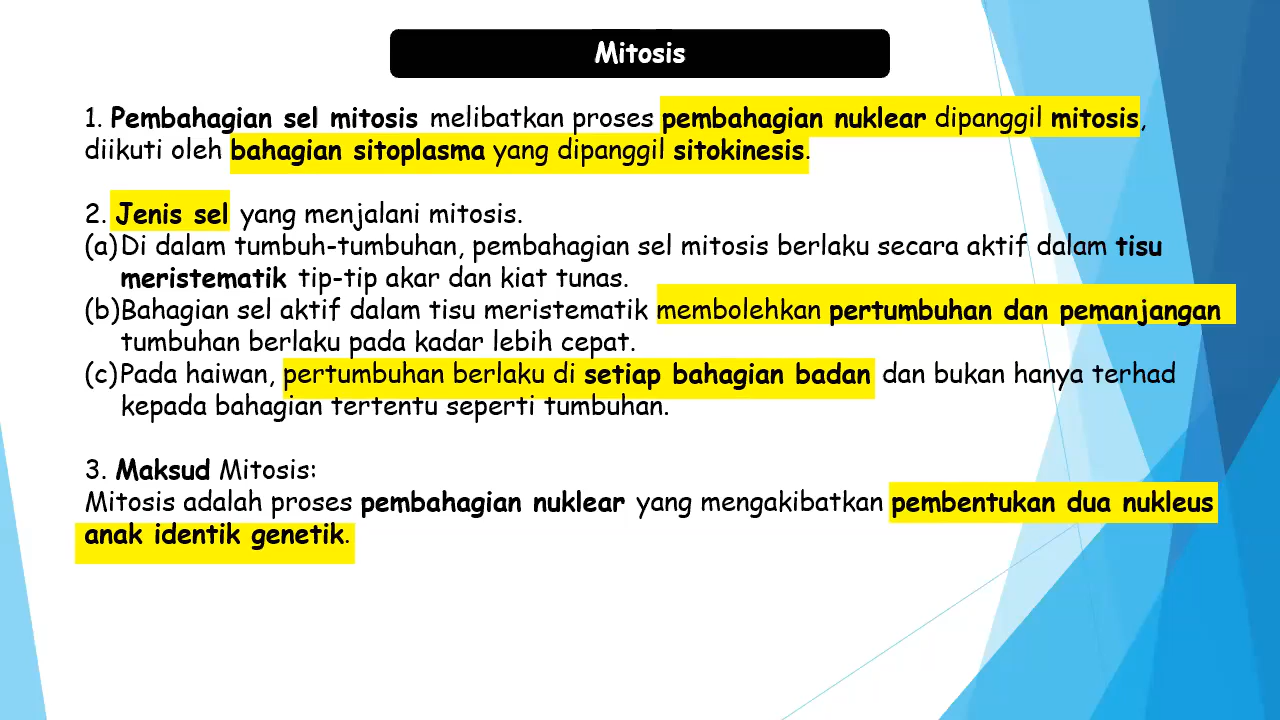 Mitosis
1. Pembahagian sel mitosis melibatkan proses pembahagian nuklear dipanggil mitosis,
diikuti oleh bahagian sitoplasma yang dipanggil sitokinesis.
2. Jenis sel yang menjalani mitosis.
(a)Di dalam tumbuh-tumbuhan, pembahagian sel mitosis berlaku secara aktif dalam tisu
meristematik tip-tip akar dan kiat tunas.
(b)Bahagian sel aktif dalam tisu meristematik membolehkan pertumbuhan dan pemanjangan
tumbuhan berlaku pada kadar lebih cepat.
(c)Pada haiwan, pertumbuhan berlaku di setiap bahagian badan dan bukan hanya terhad
kepada bahagian tertentu seperti tumbuhan.
3. Maksud Mitosis:
Mitosis adalah proses pembahagian nuklear yang mengakibatkan pembentukan dua nukleus
anak identik genetik.